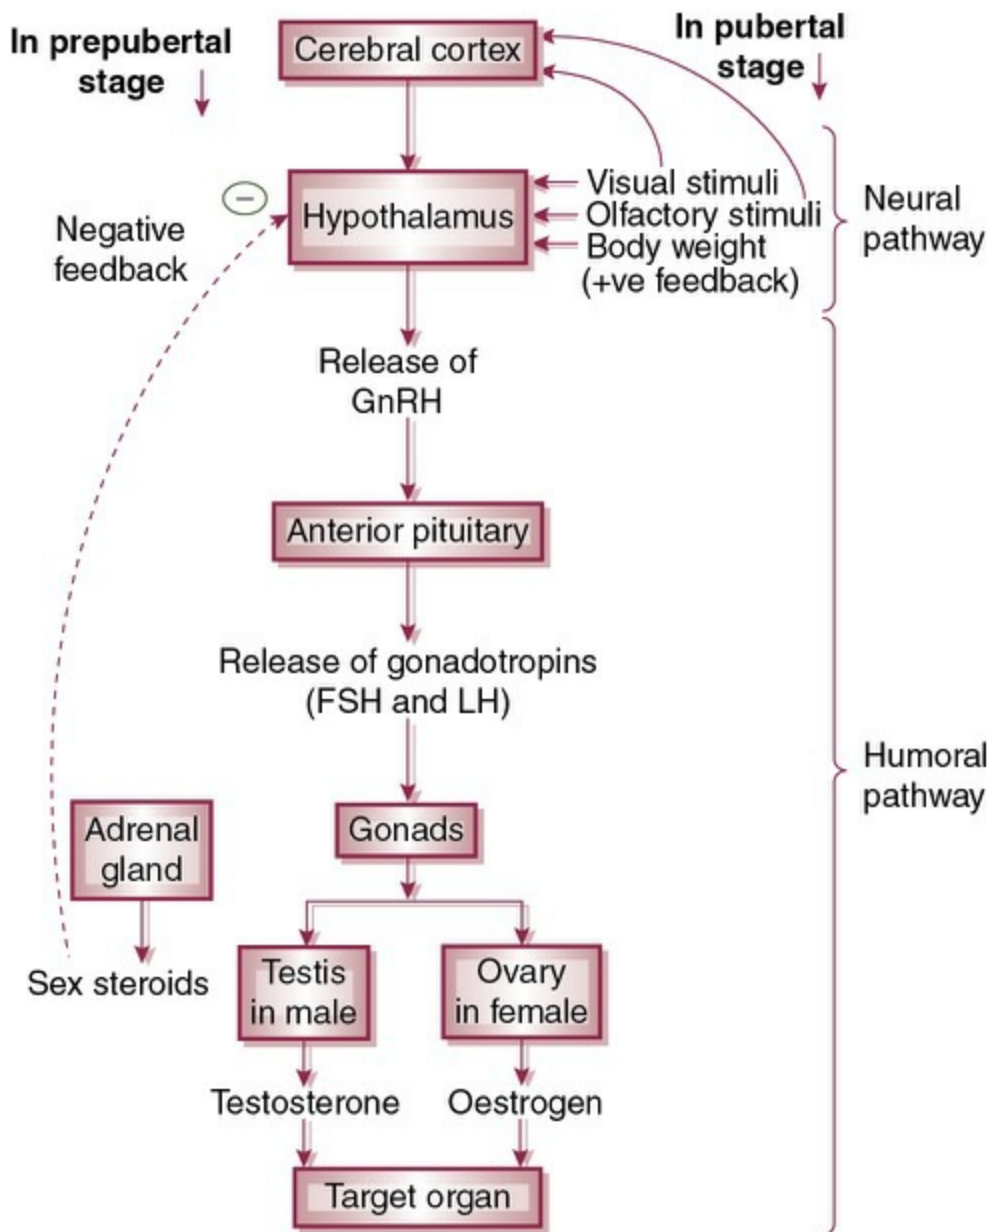 In prepubertal
stage
Cerebral cortex
In pubertal
stage
−
Negative
feedback
Hypothalamus
Visual stimuli
Olfactory stimuli
Body weight
(+ve feedback)
Neural
pathway
Release of
GnRH
Anterior pituitary
Release of gonadotropins
(FSH and LH)
Humoral
pathway
Adrenal
gland
Gonads
Sex steroids
Testis
in male
Ovary
in female
Testosterone
Oestrogen
Target organ